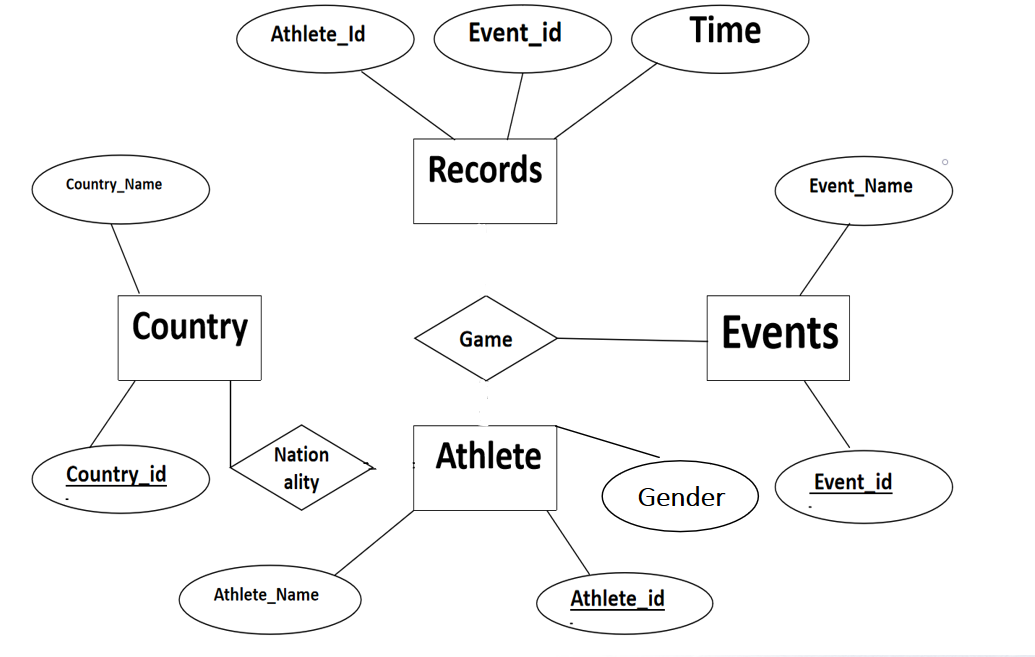 Athlete_Id
Event_id
Time
Records
Country_Name
Event_Name
Country
Game
Events
Nation
ality
Athlete
Country_id
Gender
Event_id
Athlete_Name
Athlete_id